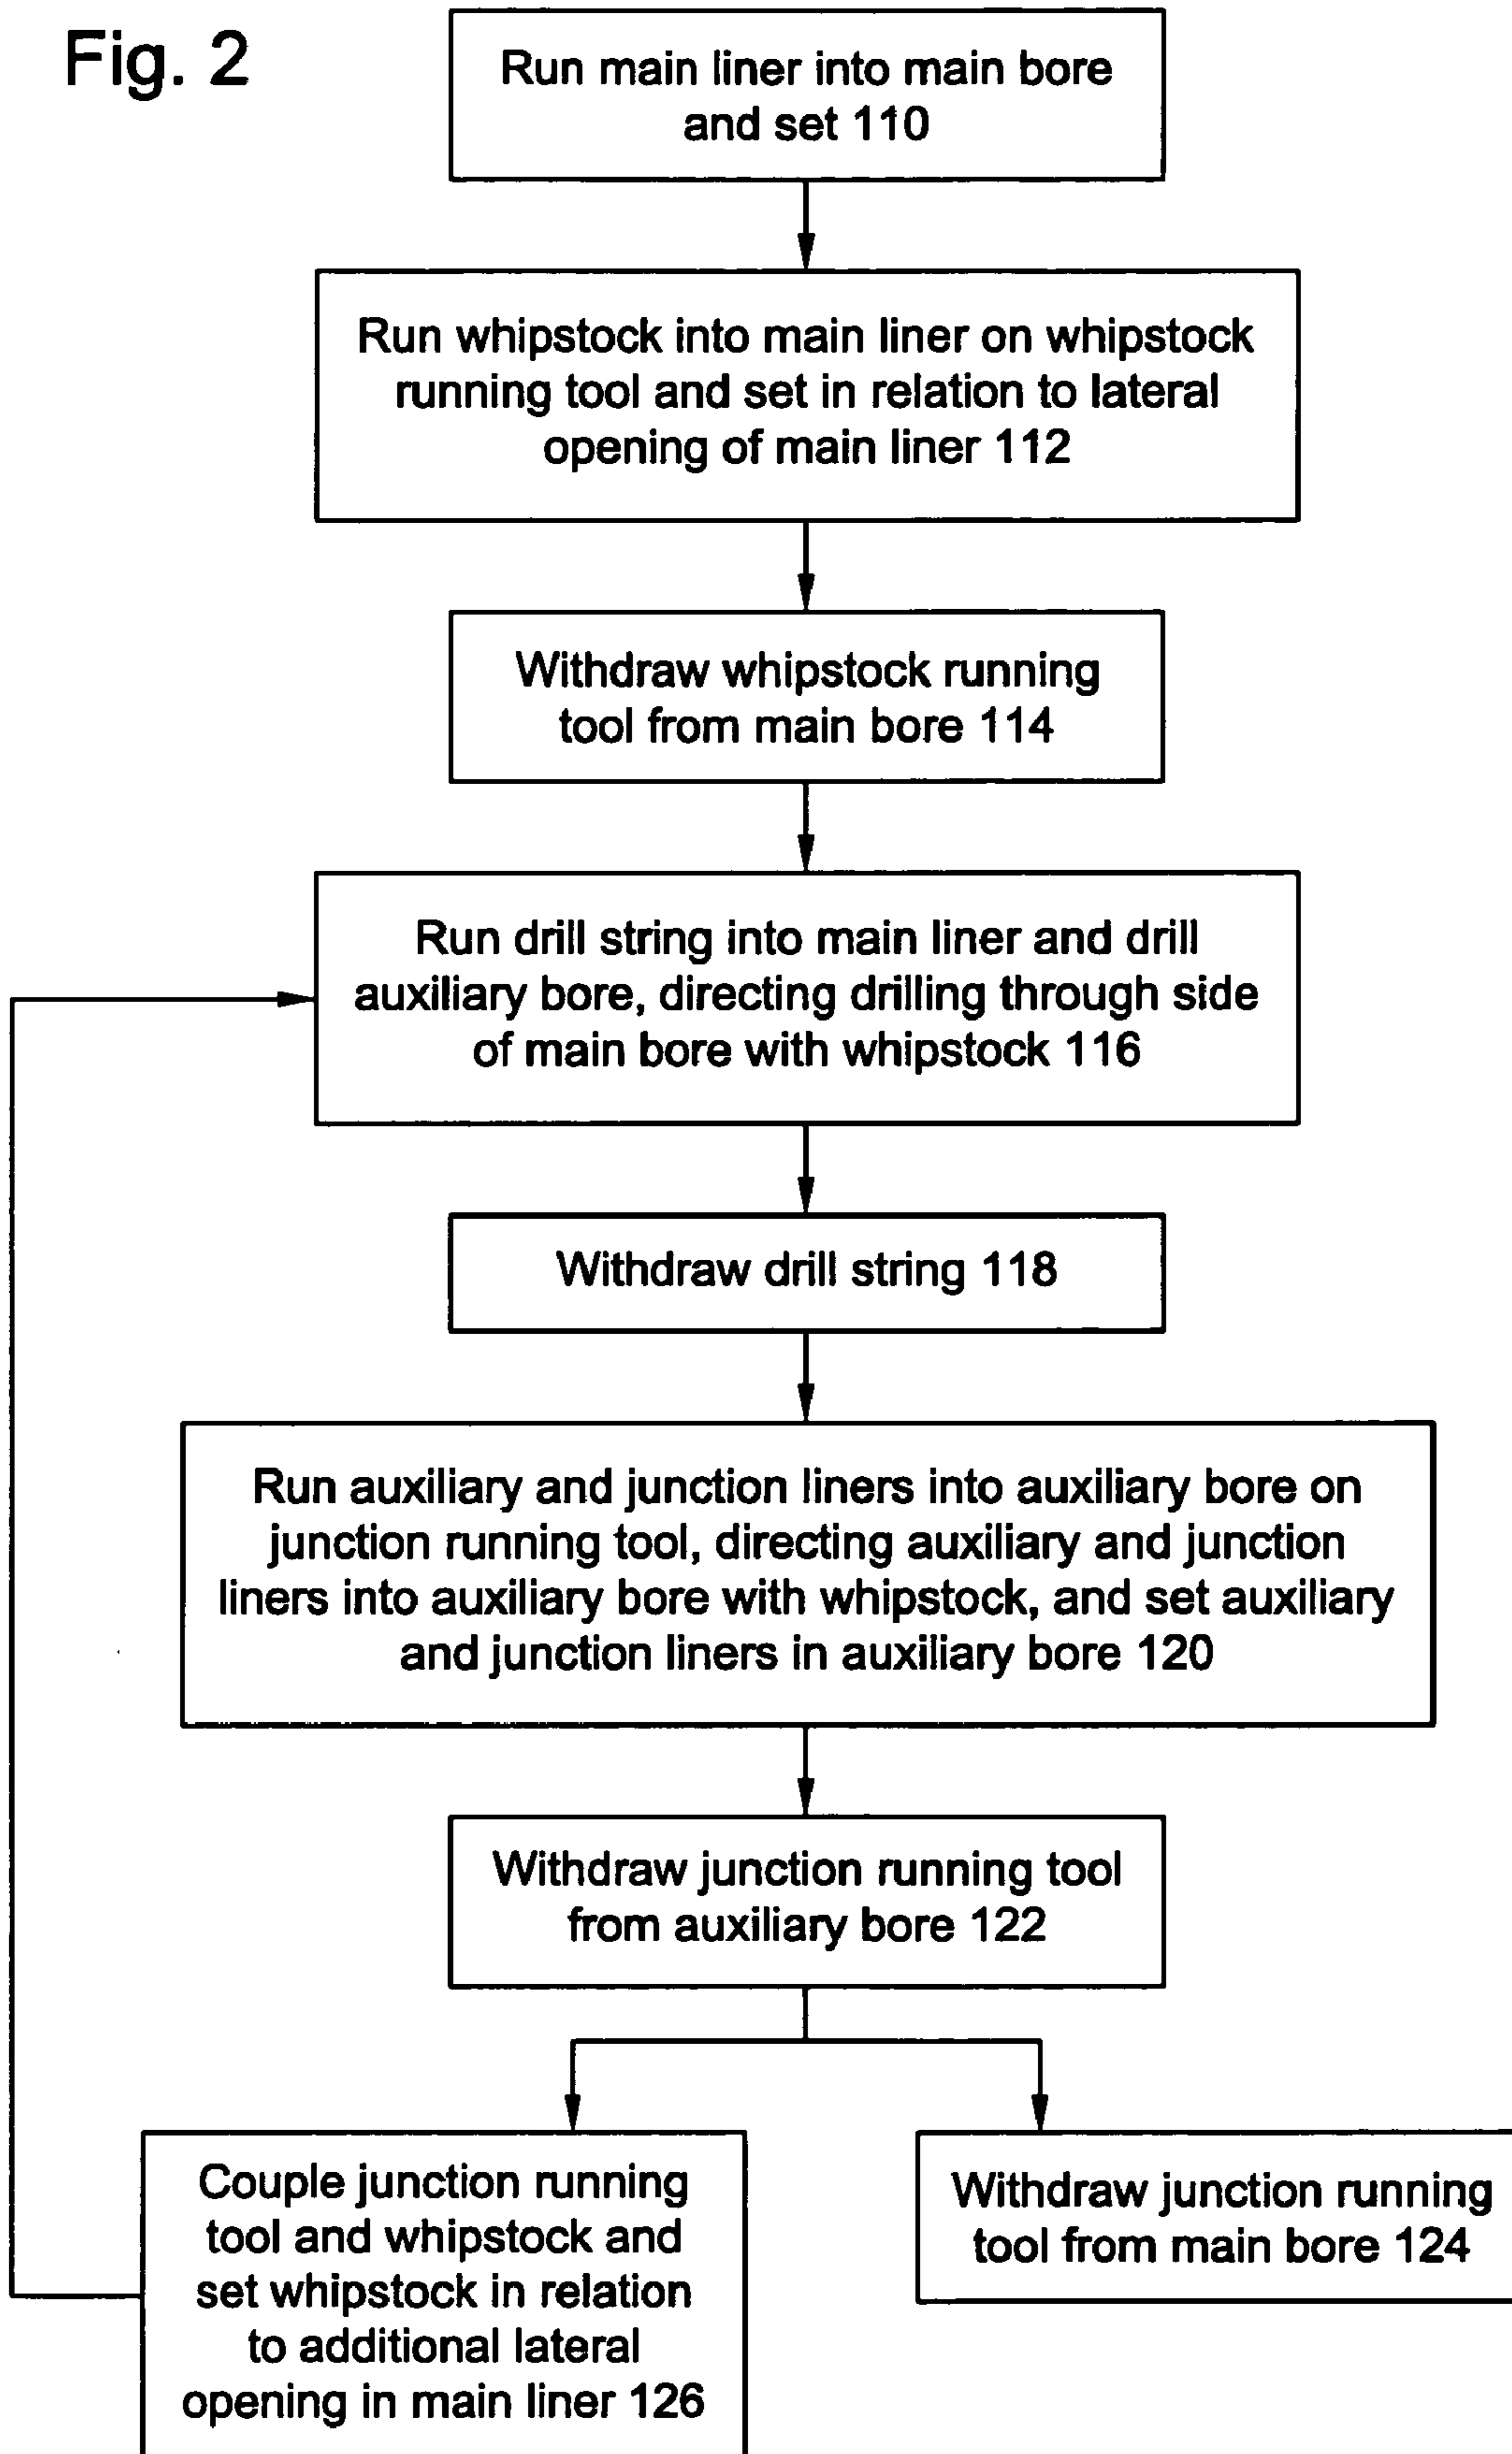 Fig. 2
Run main liner into main bore
and set 110
Run whipstock into main liner on whipstock
running tool and set in relation to lateral
opening of main liner 112
Withdraw whipstock running
tool from main bore 114
Run drill string into main liner and drill
auxiliary bore, directing drilling through side
of main bore with whipstock 116
Withdraw drill string 118
Run auxiliary and junction liners into auxiliary bore on
junction running tool, directing auxiliary and junction
liners into auxiliary bore with whipstock, and set auxiliary
and junction liners in auxiliary bore 120
Withdraw junction running tool
from auxiliary bore 122
Couple junction running
tool and whipstock and
set whipstock in relation
to additional lateral
opening in main liner 126
Withdraw junction running
tool from main bore 124